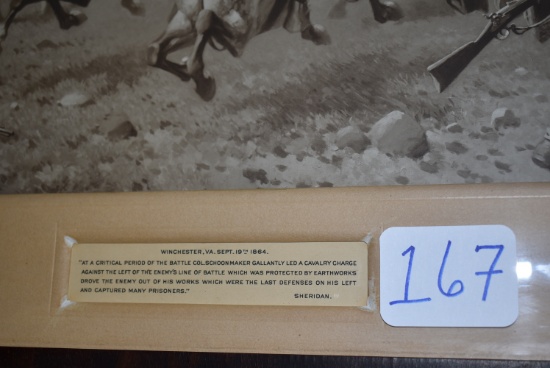 WINCHESTER, VA. SEPT. 19TH 1864.
"AT A CRITICAL PERIOD OF THE BATTLE COL. SCHOONMAKER GALLANTLY LED A CAVALRY CHARGE
AGAINST THE LEFT OF THE ENEMY'S LINE OF BATTLE WHICH WAS PROTECTED BY EARTHWORKS
DROVE THE ENEMY OUT OF HIS WORKS WHICH WERE THE LAST DEFENSES ON HIS LEFT
AND CAPTURED MANY PRISONERS."
SHERIDAN.
167